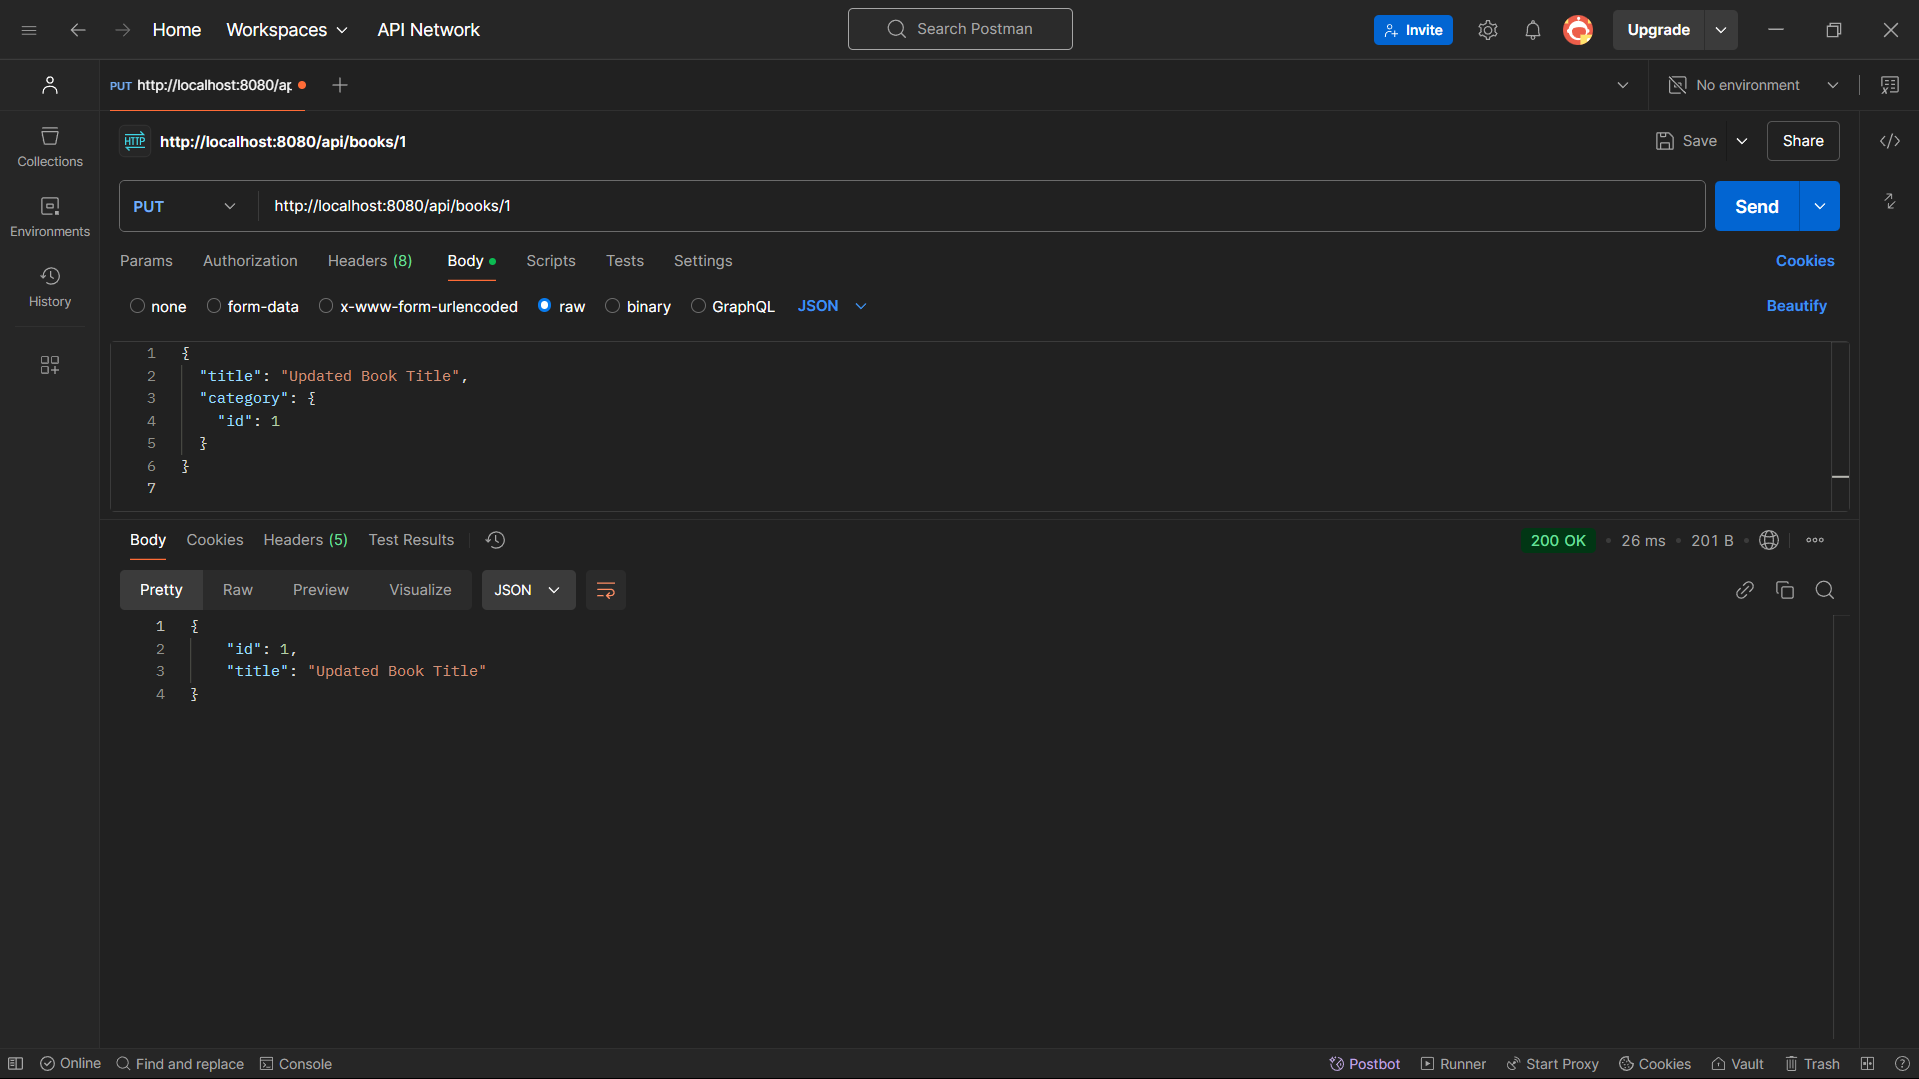 Home Workspaces API Network Search Postman Invite Upgrade
PUT http://localhost:8080/ap No environment
HTTP http://localhost:8080/api/books/1 Save Share
Collections
PUT http://localhost:8080/api/books/1 Send
Environments
Params Authorization Headers (8) Body Scripts Tests Settings Cookies
History
none form-data x-www-form-urlencoded raw binary GraphQL JSON Beautify
1 {
2 "title": "Updated Book Title",
3 "category": {
4 "id": 1
5 }
6 }
7
Body Cookies Headers (5) Test Results 200 OK • 26 ms • 201 B •
Pretty Raw Preview Visualize JSON
1 {
2 "id": 1,
3 "title": "Updated Book Title"
4 }
Online Find and replace Console Postbot Runner Start Proxy Cookies Vault Trash